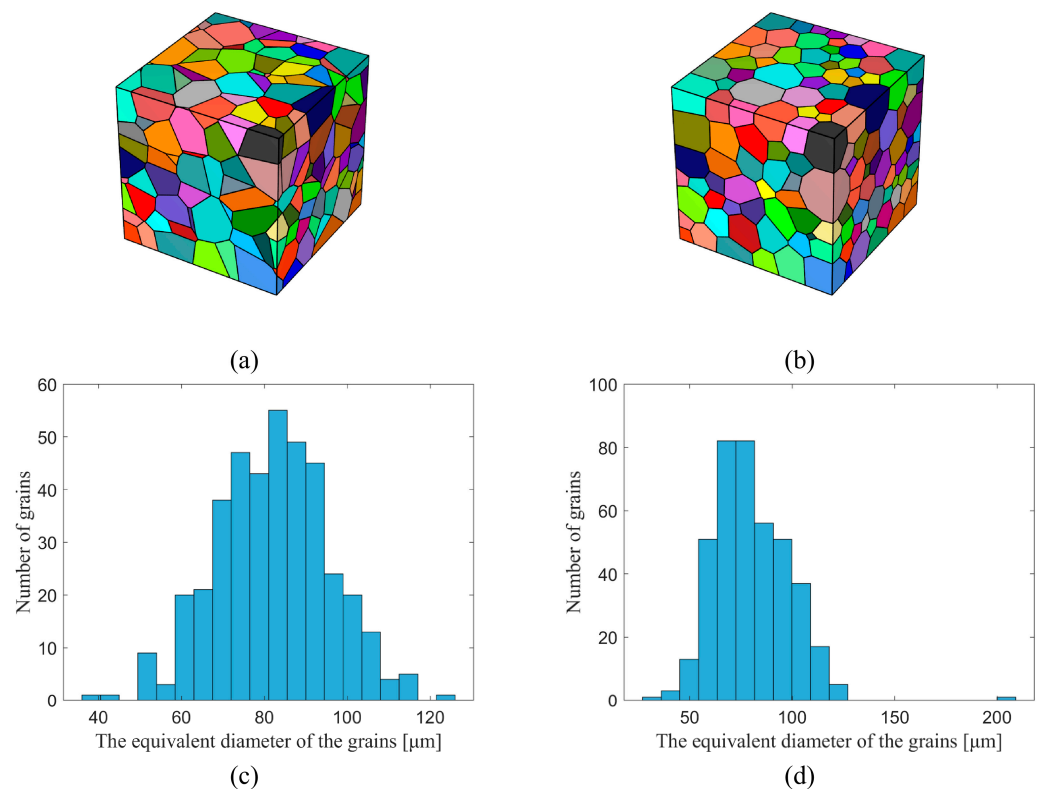 (a)
(b)
60
50
40
30
20
10
0
Number of grains
40
60
80
100
120
The equivalent diameter of the grains [μm]
(c)
100
80
60
40
20
0
Number of grains
50
100
150
200
The equivalent diameter of the grains [μm]
(d)